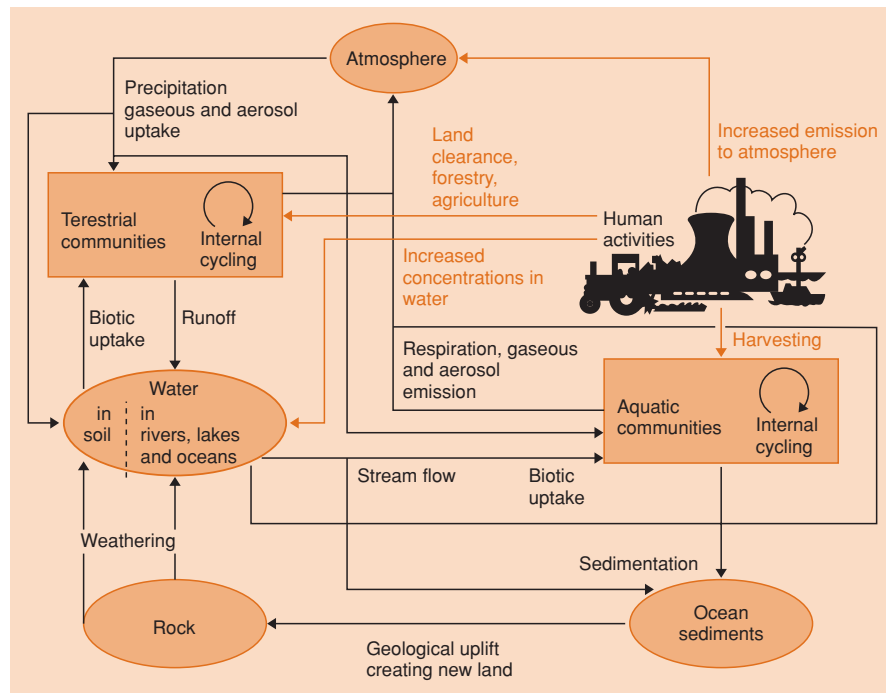 Atmosphere
Precipitation
gaseous and aerosol
uptake
Land
clearance,
forestry,
agriculture
Increased emission
to atmosphere
Terestrial
communities
Internal
cycling
Human
activities
Increased
concentrations in
water
Biotic
uptake
Runoff
Respiration, gaseous
and aerosol
emission
Harvesting
Water
in
soil
in
rivers, lakes
and oceans
Aquatic
communities
Internal
cycling
Stream flow
Biotic
uptake
Weathering
Sedimentation
Rock
Ocean
sediments
Geological uplift
creating new land